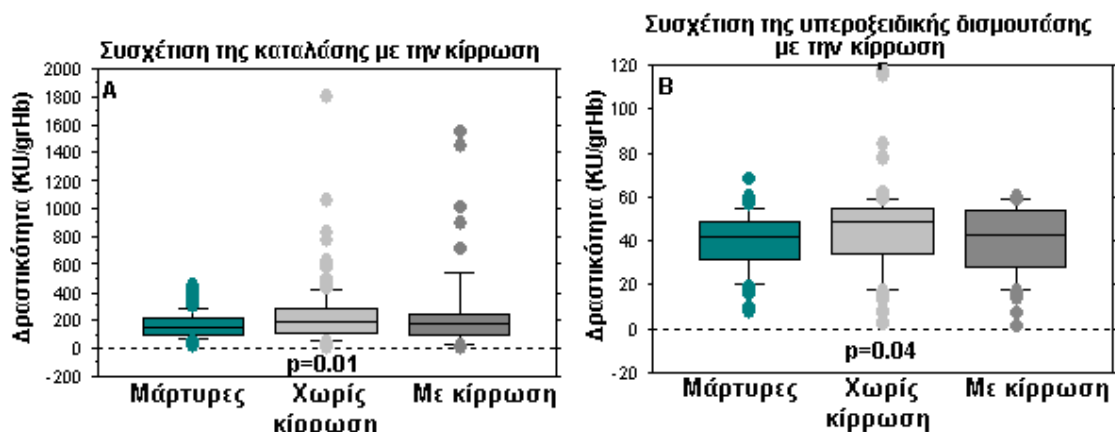 Συσχέτιση της καταλάσης με την κίρρωση
A
Δραστικότητα (KU/grHb)
2000
1800
1600
1400
1200
1000
800
600
400
200
0
-200
p=0.01
Μάρτυρες
Χωρίς
κίρρωση
Με κίρρωση
Συσχέτιση της υπεροξειδικής δισμουτάσης
με την κίρρωση
B
Δραστικότητα (KU/grHb)
120
100
80
60
40
20
0
-20
p=0.04
Μάρτυρες
Χωρίς
κίρρωση
Με κίρρωση